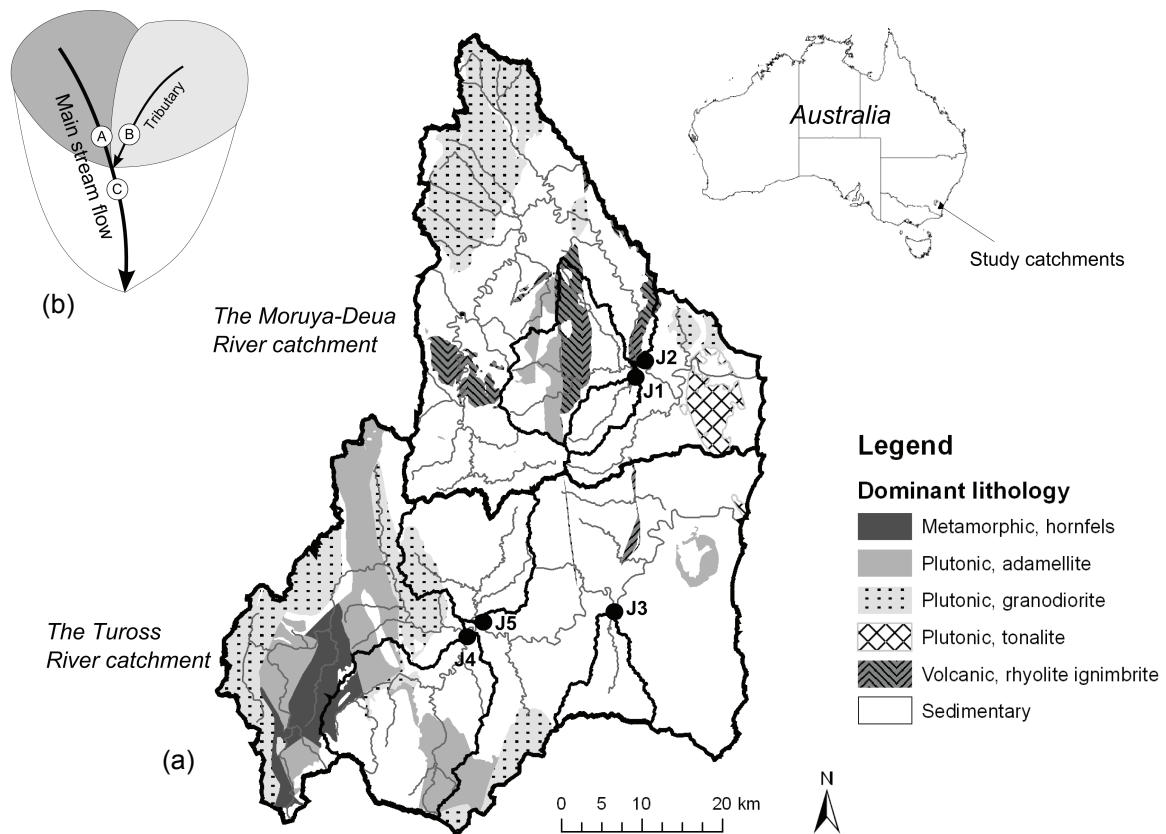 A
B
Tributary
Main stream flow
C
(b)
Australia
Study catchments
The Moruya-Deua
River catchment
J2
J1
The Tuross
River catchment
J3
J5
J4
(a)
Legend
Dominant lithology
Metamorphic, hornfels
Plutonic, adamellite
Plutonic, granodiorite
Plutonic, tonalite
Volcanic, rhyolite ignimbrite
Sedimentary
0 5 10 20 km
N